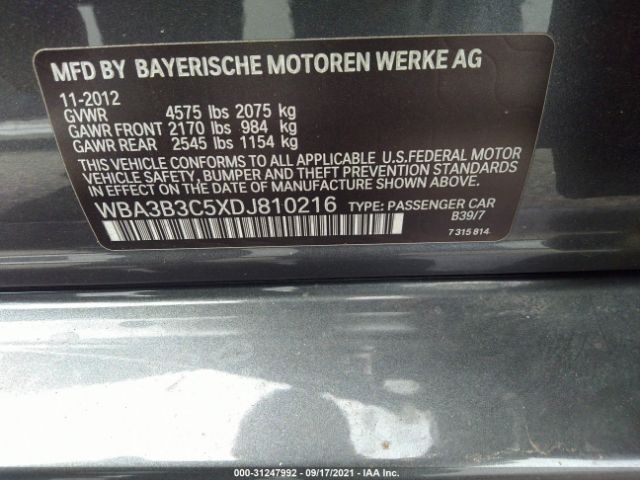 MFD BY BAYERISCHE MOTOREN WERKE AG
11-2012
GVWR 4575 lbs 2075 kg
GAWR FRONT 2170 lbs 984 kg
GAWR REAR 2545 lbs 1154 kg
THIS VEHICLE CONFORMS TO ALL APPLICABLE U.S.FEDERAL MOTOR
VEHICLE SAFETY, BUMPER AND THEFT PREVENTION STANDARDS
IN EFFECT ON THE DATE OF MANUFACTURE SHOWN ABOVE.
WBA3B3C5XDJ810216 TYPE: PASSENGER CAR
B39/7
7 315 814
000-31247992 - 09/17/2021 - IAA Inc.